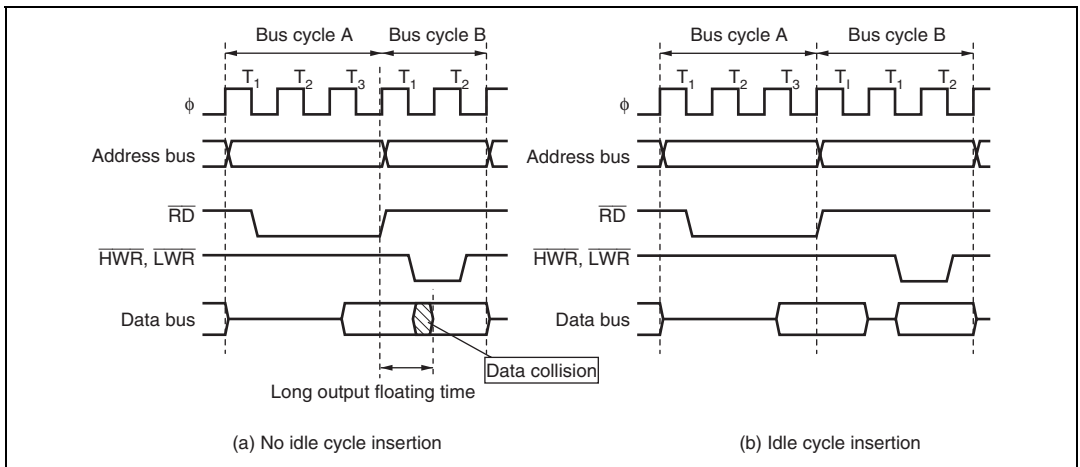 Bus cycle A Bus cycle B
T1 T2 T3 T1 T2
φ
Address bus
RD
HWR, LWR
Data bus
Data collision
Long output floating time
(a) No idle cycle insertion
Bus cycle A Bus cycle B
T1 T2 T3 TI T1 T2
φ
Address bus
RD
HWR, LWR
Data bus
(b) Idle cycle insertion